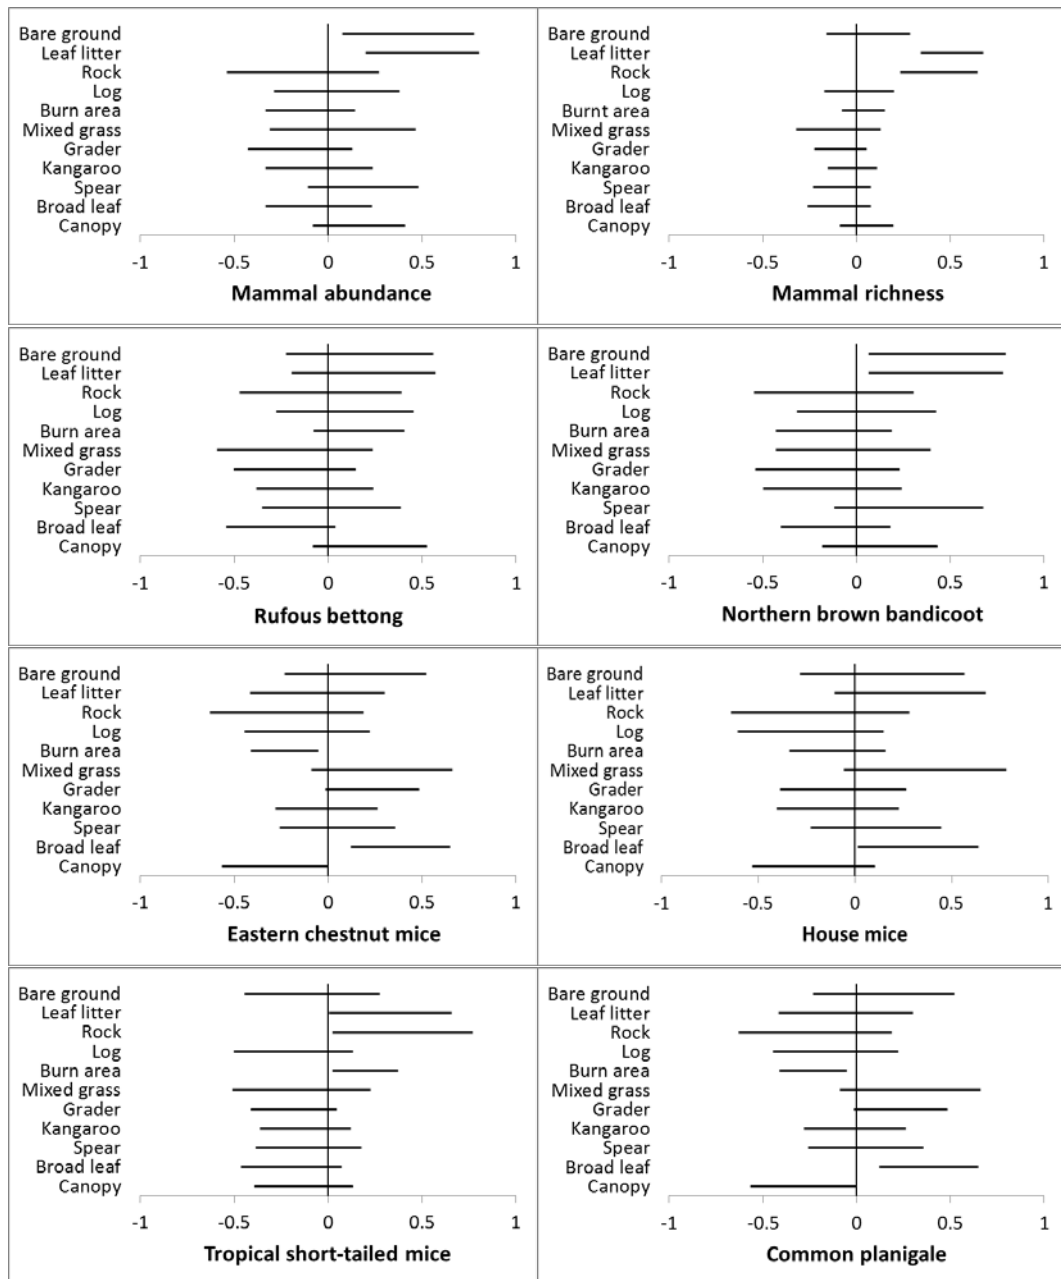 Bare ground
Leaf litter
Rock
Log
Burn area
Mixed grass
Grader
Kangaroo
Spear
Broad leaf
Canopy
-1 -0.5 0 0.5 1
Mammal abundance
Bare ground
Leaf litter
Rock
Log
Burnt area
Mixed grass
Grader
Kangaroo
Spear
Broad leaf
Canopy
-1 -0.5 0 0.5 1
Mammal richness
Bare ground
Leaf litter
Rock
Log
Burn area
Mixed grass
Grader
Kangaroo
Spear
Broad leaf
Canopy
-1 -0.5 0 0.5 1
Rufous bettong
Bare ground
Leaf litter
Rock
Log
Burn area
Mixed grass
Grader
Kangaroo
Spear
Broad leaf
Canopy
-1 -0.5 0 0.5 1
Northern brown bandicoot
Bare ground
Leaf litter
Rock
Log
Burn area
Mixed grass
Grader
Kangaroo
Spear
Broad leaf
Canopy
-1 -0.5 0 0.5 1
Eastern chestnut mice
Bare ground
Leaf litter
Rock
Log
Burn area
Mixed grass
Grader
Kangaroo
Spear
Broad leaf
Canopy
-1 -0.5 0 0.5 1
House mice
Bare ground
Leaf litter
Rock
Log
Burn area
Mixed grass
Grader
Kangaroo
Spear
Broad leaf
Canopy
-1 -0.5 0 0.5 1
Tropical short-tailed mice
Bare ground
Leaf litter
Rock
Log
Burn area
Mixed grass
Grader
Kangaroo
Spear
Broad leaf
Canopy
-1 -0.5 0 0.5 1
Common planigale